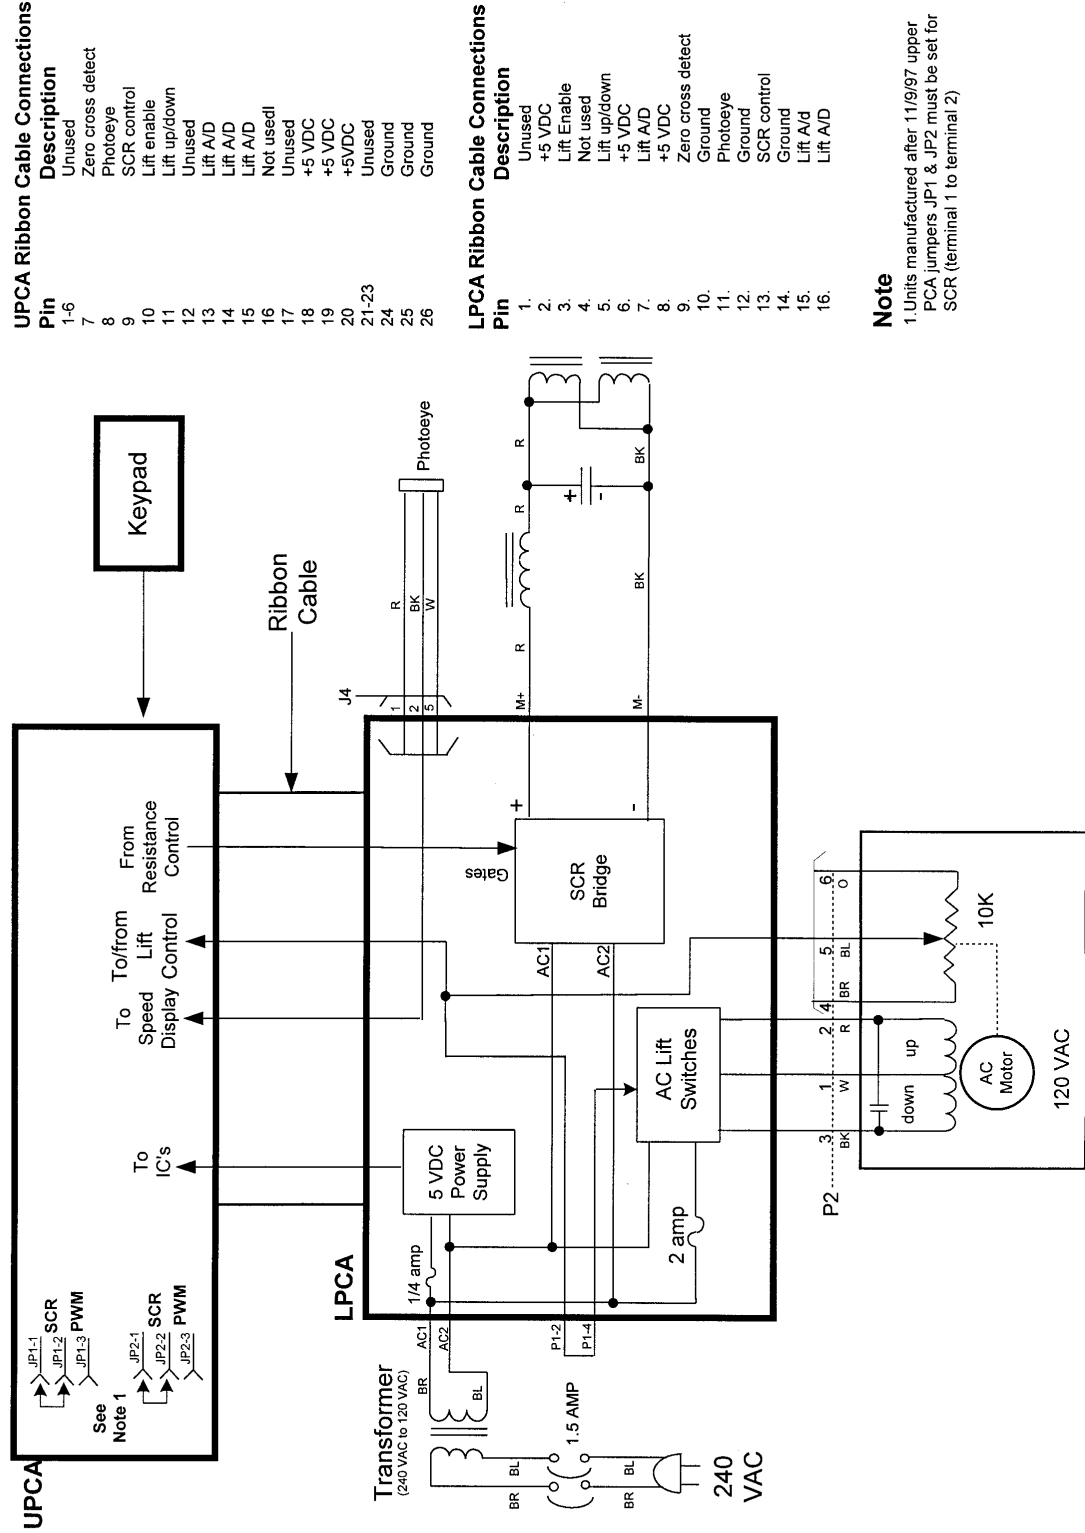 UPCA Ribbon Cable Connections
Pin Description
1-6 Unused
7 Zero cross detect
8 Photoeye
9 SCR control
10 Lift enable
11 Lift up/down
12 Unused
13 Lift A/D
14 Lift A/D
15 Lift A/D
16 Not usedl
17 Unused
18 +5 VDC
19 +5 VDC
20 +5VDC
21-23 Unused
24 Ground
25 Ground
26 Ground
LPCA Ribbon Cable Connections
Pin Description
1. Unused
2. +5 VDC
3. Lift Enable
4. Not used
5. Lift up/down
6. +5 VDC
7. Lift A/D
8. +5 VDC
9. Zero cross detect
10. Ground
11. Photoeye
12. Ground
13. SCR control
14. Ground
15. Lift A/d
16. Lift A/D
Note
1.Units manufactured after 11/9/97 upper
PCA jumpers JP1 & JP2 must be set for
SCR (terminal 1 to terminal 2)
Keypad
Ribbon
Cable
Photoeye
R
BK
W
J4
1
2
5
UPCA
JP1-1
JP1-2
JP1-3
SCR
PWM
See
Note 1
JP2-1
JP2-2
JP2-3
SCR
PWM
To
IC's
To
Speed
Display
To/from
Lift
Control
From
Resistance
Control
LPCA
1/4 amp
5 VDC
Power
Supply
AC1
AC2
SCR
Bridge
Gates
+
-
M+
M-
R
R
R
BK
BK
+
-
AC Lift
Switches
2 amp
AC1
AC2
P1-2
P1-4
Transformer
(240 VAC to 120 VAC)
BR
BL
BL
BR
1.5 AMP
BL
BR
240
VAC
P2
3
1
2
4
5
6
BK
W
R
BR
BL
O
down
up
AC
Motor
10K
120 VAC